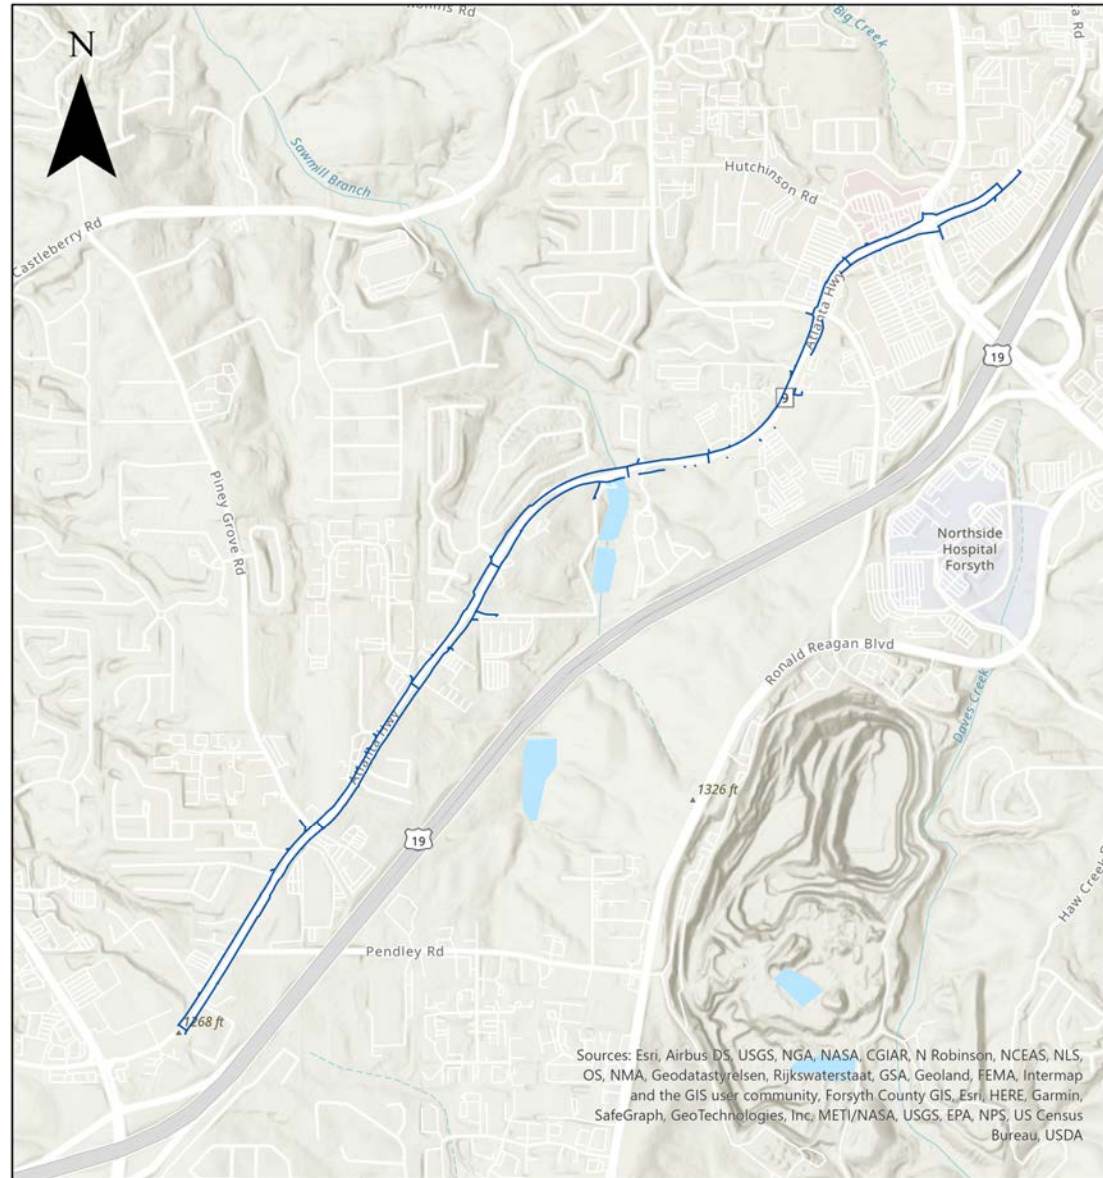 N
Big Creek
Sawmill Branch
Hutchinson Rd
Castleberry Rd
Atlanta Hwy
19
9
Piney Grove Rd
Northside
Hospital
Forsyth
Ronald Reagan Blvd
Daves Creek
Atlanta Hwy
1326 ft
19
Haw Creek
Pendley Rd
1268 ft
Sources: Esri, Airbus DS, USGS, NGA, NASA, CGIAR, N Robinson, NCEAS, NLS,
OS, NMA, Geodatastyrelsen, Rijkswaterstaat, GSA, Geoland, FEMA, Intermap
and the GIS user community, Forsyth County GIS, Esri, HERE, Garmin,
SafeGraph, GeoTechnologies, Inc, METI/NASA, USGS, EPA, NPS, US Census
Bureau, USDA